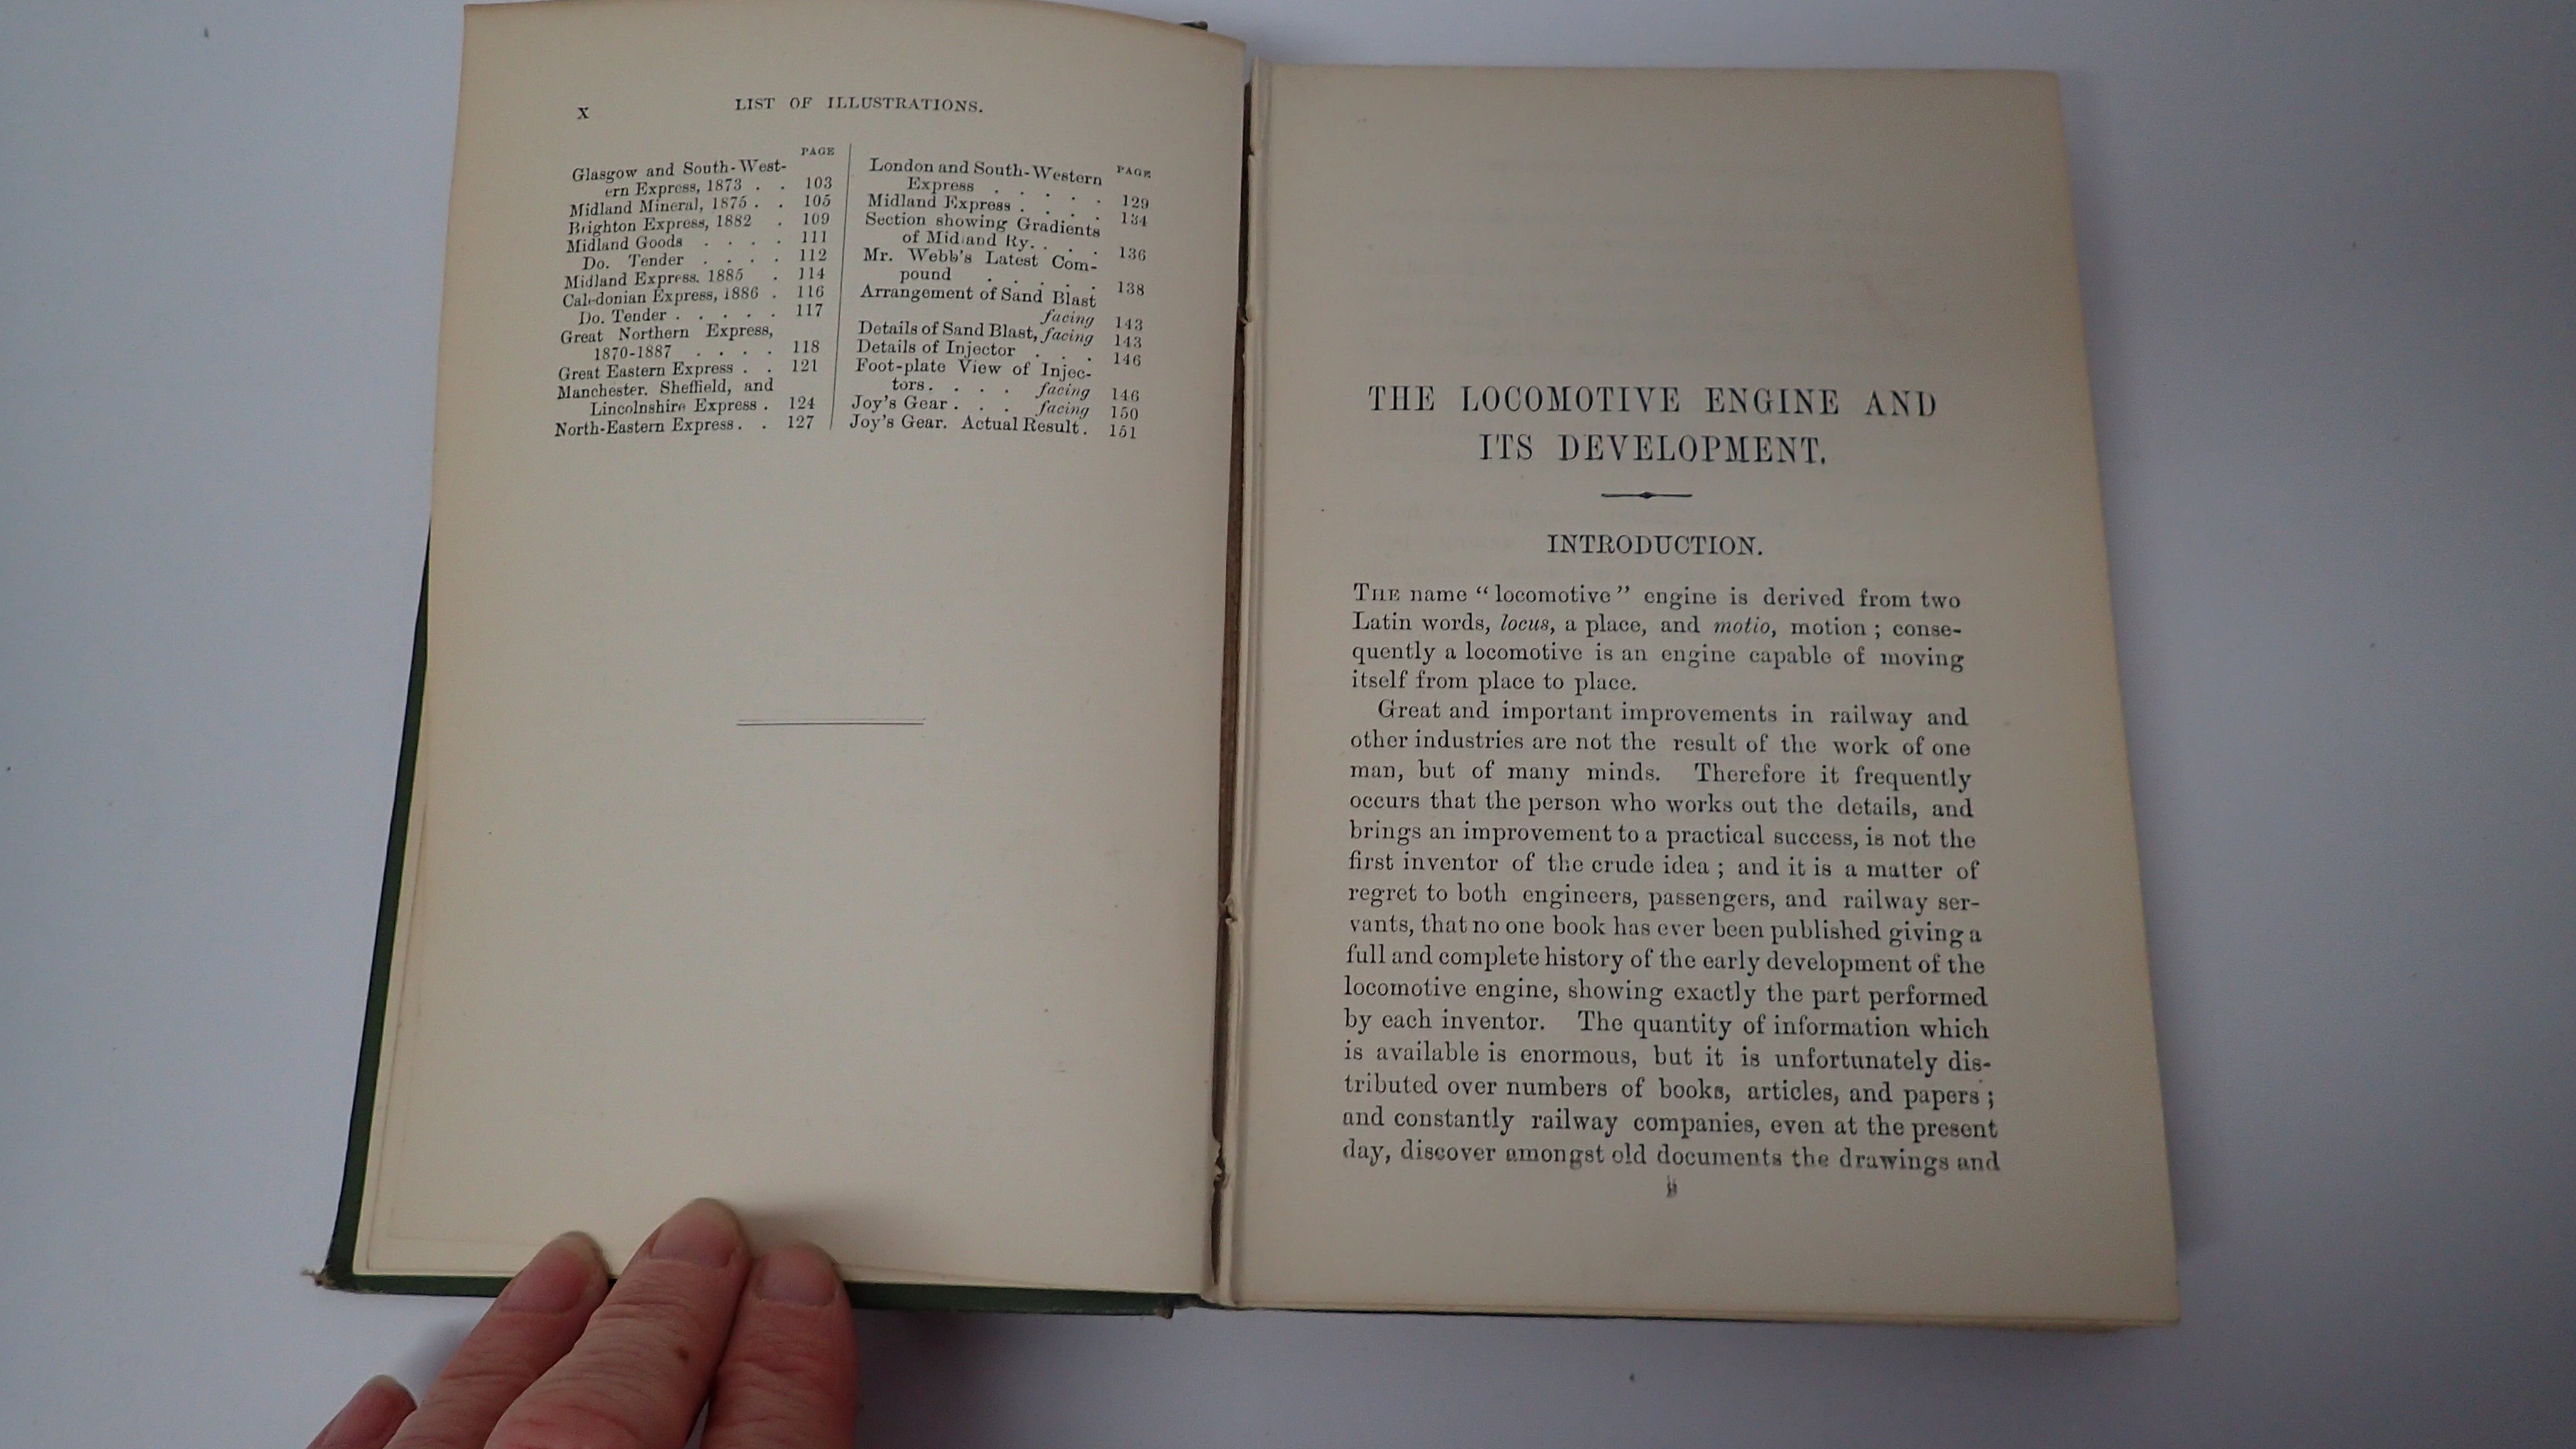 x
LIST OF ILLUSTRATIONS.
PAGE
Glasgow and South-West-
ern Express, 1873 . . 103
Midland Mineral, 1875 . . 105
Brighton Express, 1882 . 109
Midland Goods . . . . 111
Do. Tender . . . . 112
Midland Express. 1885 . 114
Caledonian Express, 1886 . 116
Do. Tender . . . . . 117
Great Northern Express,
1870-1887 . . . . 118
Great Eastern Express . . 121
Manchester. Sheffield, and
Lincolnshire Express . 124
North-Eastern Express . . 127
PAGE
London and South-Western
Express . . . . . 129
Midland Express . . . . 134
Section showing Gradients
of Midland Ry. . . . 136
Mr. Webb's Latest Com-
pound . . . . . 138
Arrangement of Sand Blast
facing 143
Details of Sand Blast, facing 143
Details of Injector . . . 146
Foot-plate View of Injec-
tors . . . . facing 146
Joy's Gear . . . facing 150
Joy's Gear. Actual Result . 151
THE LOCOMOTIVE ENGINE AND
ITS DEVELOPMENT.
INTRODUCTION.
THE name “ locomotive ” engine is derived from two
Latin words, locus, a place, and motio, motion ; conse-
quently a locomotive is an engine capable of moving
itself from place to place.
Great and important improvements in railway and
other industries are not the result of the work of one
man, but of many minds. Therefore it frequently
occurs that the person who works out the details, and
brings an improvement to a practical success, is not the
first inventor of the crude idea ; and it is a matter of
regret to both engineers, passengers, and railway ser-
vants, that no one book has ever been published giving a
full and complete history of the early development of the
locomotive engine, showing exactly the part performed
by each inventor. The quantity of information which
is available is enormous, but it is unfortunately dis-
tributed over numbers of books, articles, and papers ;
and constantly railway companies, even at the present
day, discover amongst old documents the drawings and